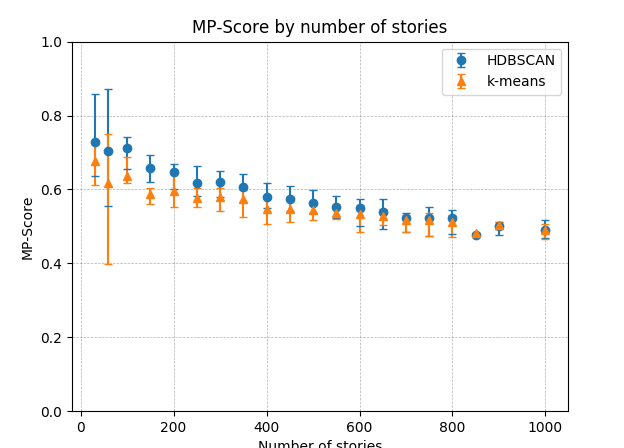 MP-Score by number of stories
HDBSCAN
k-means
1.0
0.8
0.6
0.4
0.2
0.0
MP-Score
0 200 400 600 800 1000
Number of stories